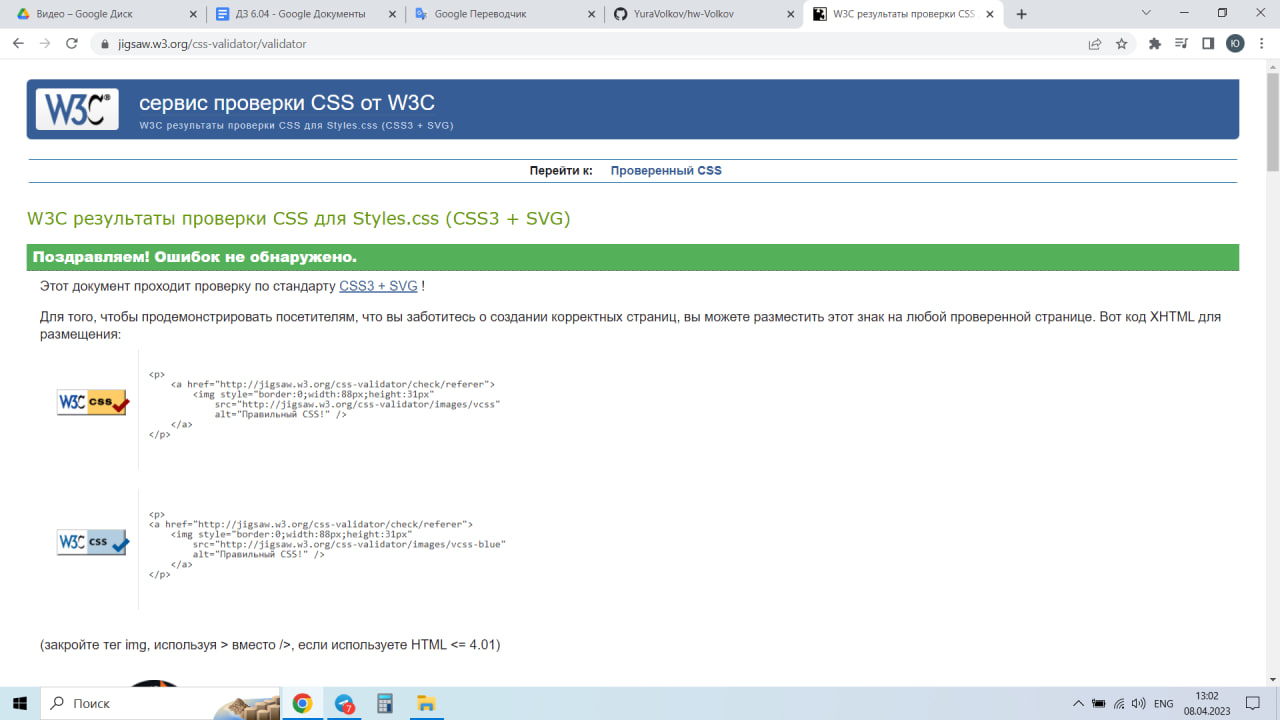 Видео – Google Диск
ДЗ 6.04 - Google Документы
Google Переводчик
YuraVolkov/hw-Volkov
W3C результаты проверки CSS
jigsaw.w3.org/css-validator/validator
Ю
W3C®
сервис проверки CSS от W3C
W3C результаты проверки CSS для Styles.css (CSS3 + SVG)
Перейти к: Проверенный CSS
W3C результаты проверки CSS для Styles.css (CSS3 + SVG)
Поздравляем! Ошибок не обнаружено.
Этот документ проходит проверку по стандарту CSS3 + SVG !
Для того, чтобы продемонстрировать посетителям, что вы заботитесь о создании корректных страниц, вы можете разместить этот знак на любой проверенной странице. Вот код XHTML для
размещения:
W3C css
<p>
<a href="http://jigsaw.w3.org/css-validator/check/referer">
<img style="border:0;width:88px;height:31px"
src="http://jigsaw.w3.org/css-validator/images/vcss"
alt="Правильный CSS!" />
</a>
</p>
W3C css
<p>
<a href="http://jigsaw.w3.org/css-validator/check/referer">
<img style="border:0;width:88px;height:31px"
src="http://jigsaw.w3.org/css-validator/images/vcss-blue"
alt="Правильный CSS!" />
</a>
</p>
(закройте тег img, используя > вместо />, если используете HTML <= 4.01)
Поиск
7
ENG
13:02
08.04.2023